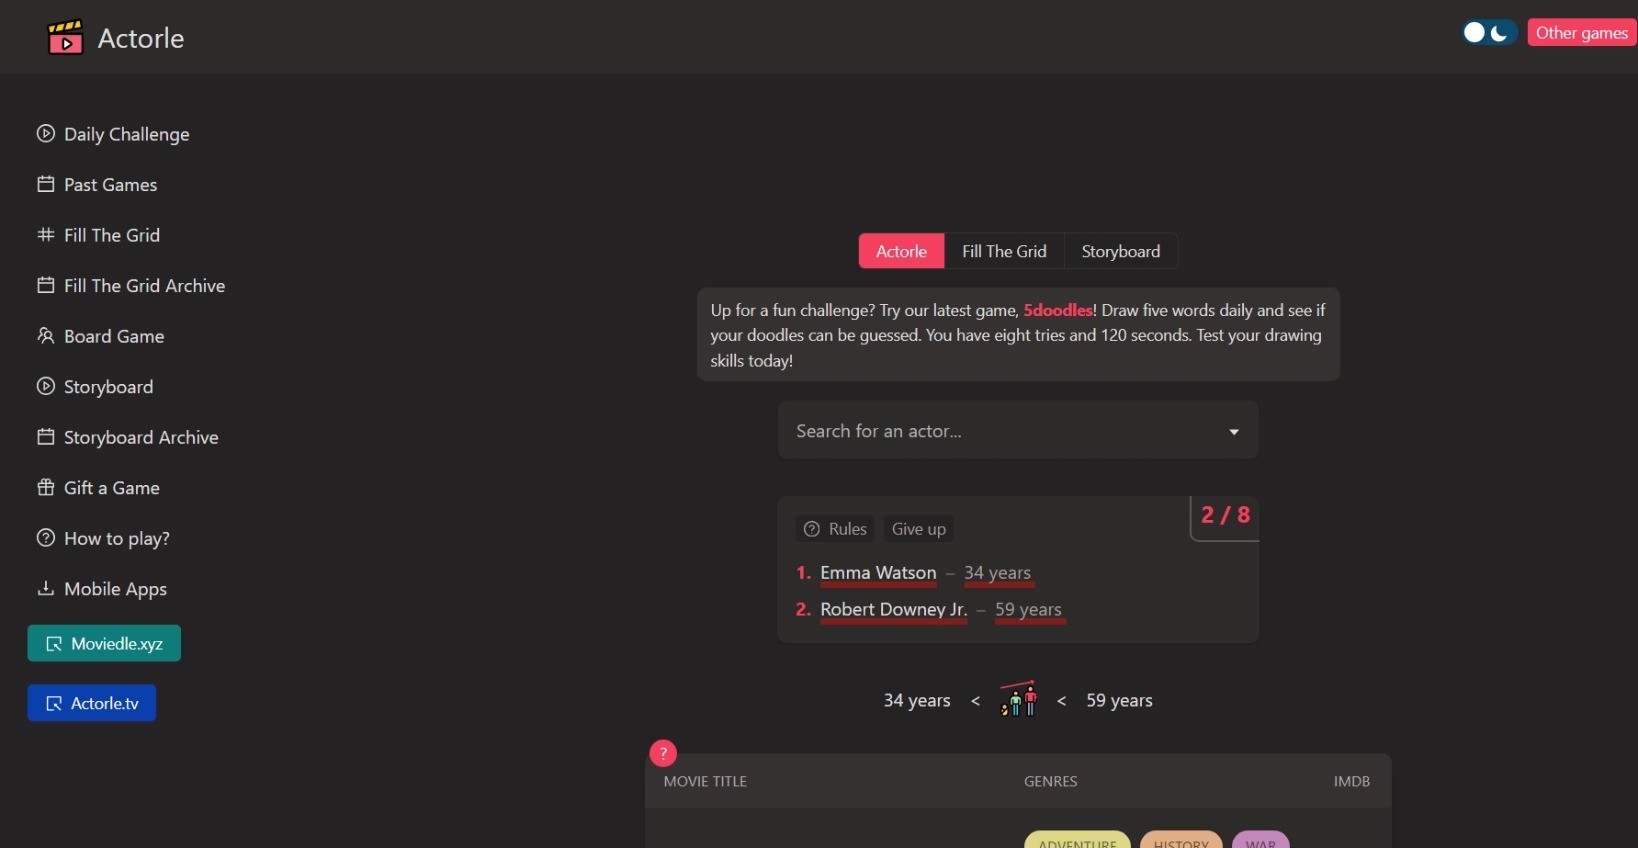 Actorle
Other games
Daily Challenge
Past Games
Fill The Grid
Fill The Grid Archive
Board Game
Storyboard
Storyboard Archive
Gift a Game
How to play?
Mobile Apps
Moviedle.xyz
Actorle.tv
Actorle Fill The Grid Storyboard
Up for a fun challenge? Try our latest game, 5doodles! Draw five words daily and see if
your doodles can be guessed. You have eight tries and 120 seconds. Test your drawing
skills today!
Search for an actor...
Rules Give up 2 / 8
1. Emma Watson – 34 years
2. Robert Downey Jr. – 59 years
34 years < < 59 years
?
MOVIE TITLE GENRES IMDB
ADVENTURE HISTORY WAR